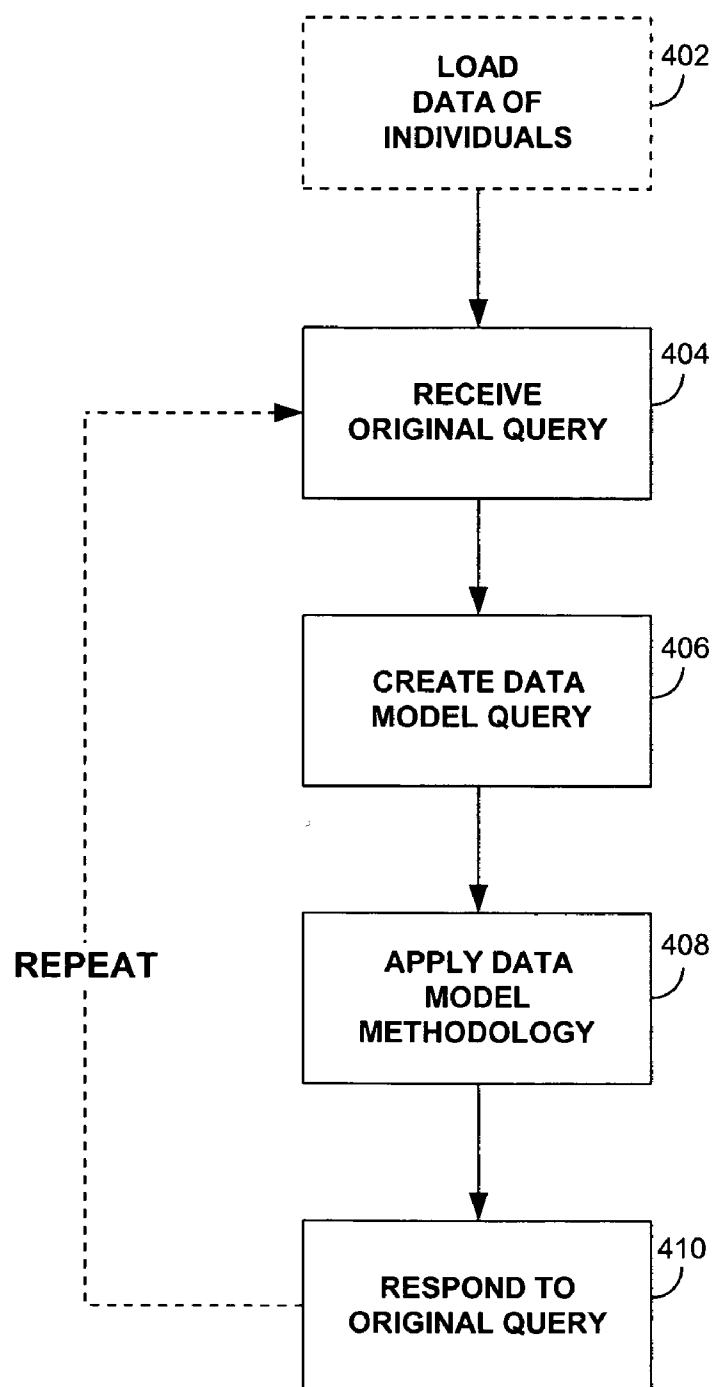 LOAD
DATA OF
INDIVIDUALS
402
RECEIVE
ORIGINAL QUERY
404
CREATE DATA
MODEL QUERY
406
REPEAT
APPLY DATA
MODEL
METHODOLOGY
408
RESPOND TO
ORIGINAL QUERY
410